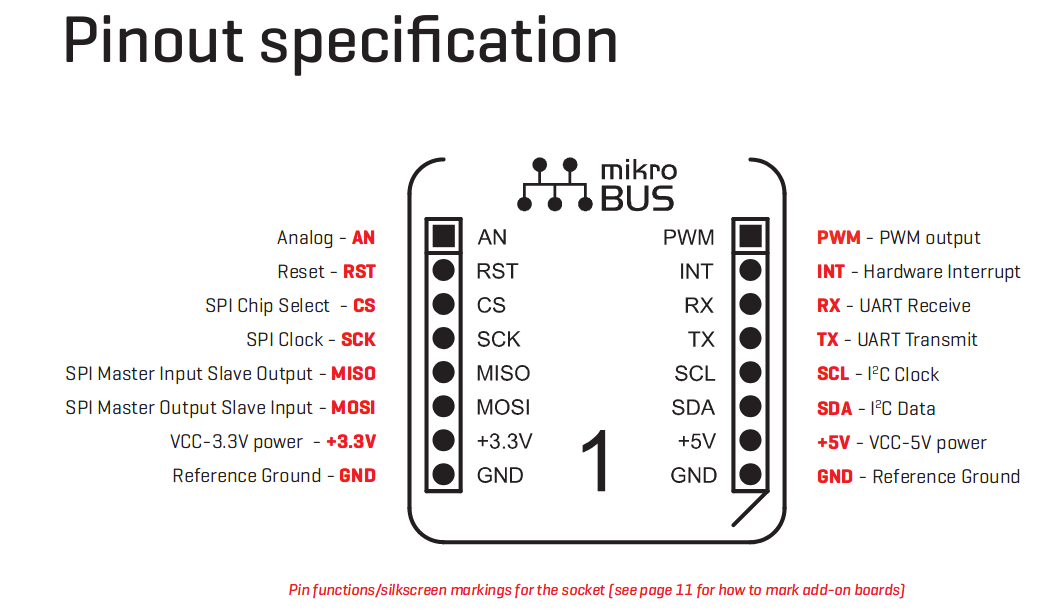 Pinout specification
mikro
BUS
Analog - AN
AN
PWM
PWM - PWM output
Reset - RST
RST
INT
INT - Hardware Interrupt
SPI Chip Select - CS
CS
RX
RX - UART Receive
SPI Clock - SCK
SCK
TX
TX - UART Transmit
SPI Master Input Slave Output - MISO
MISO
SCL
SCL - I²C Clock
SPI Master Output Slave Input - MOSI
MOSI
SDA
SDA - I²C Data
VCC-3.3V power - +3.3V
+3.3V
+5V
+5V - VCC-5V power
Reference Ground - GND
GND
1
GND
GND - Reference Ground
Pin functions/silkscreen markings for the socket (see page 11 for how to mark add-on boards)